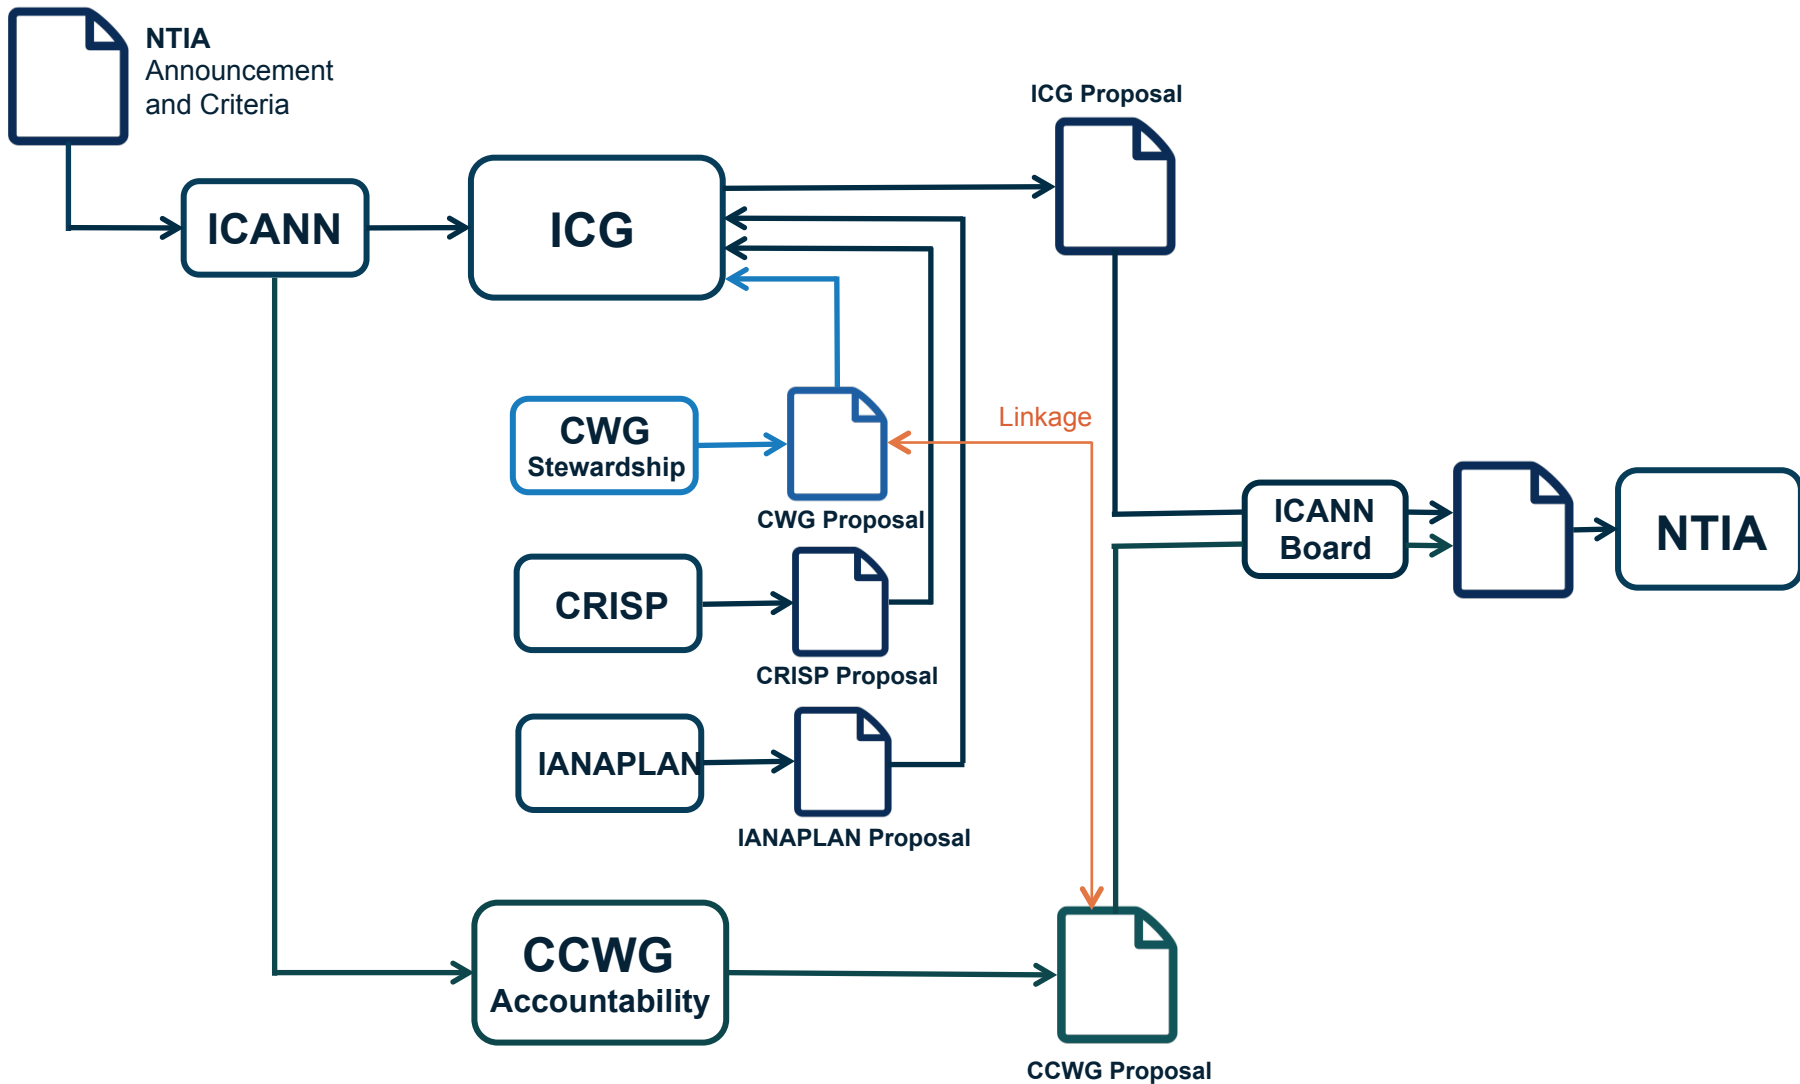 NTIA
Announcement
and Criteria
ICG Proposal
ICANN
ICG
Linkage
CWG
Stewardship
CWG Proposal
ICANN
Board
NTIA
CRISP
CRISP Proposal
IANAPLAN
IANAPLAN Proposal
CCWG
Accountability
CCWG Proposal